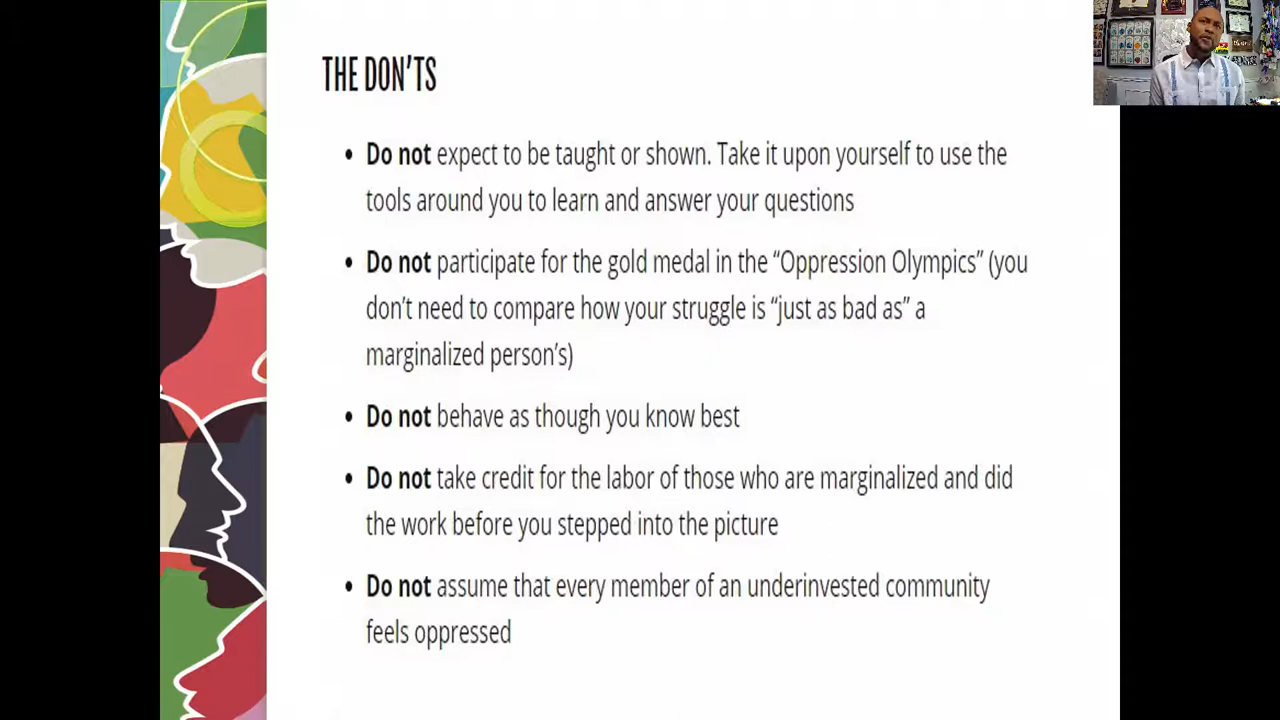 THE DON'TS
• Do not expect to be taught or shown. Take it upon yourself to use the
tools around you to learn and answer your questions
• Do not participate for the gold medal in the “Oppression Olympics” (you
don’t need to compare how your struggle is “just as bad as” a
marginalized person’s)
• Do not behave as though you know best
• Do not take credit for the labor of those who are marginalized and did
the work before you stepped into the picture
• Do not assume that every member of an underinvested community
feels oppressed